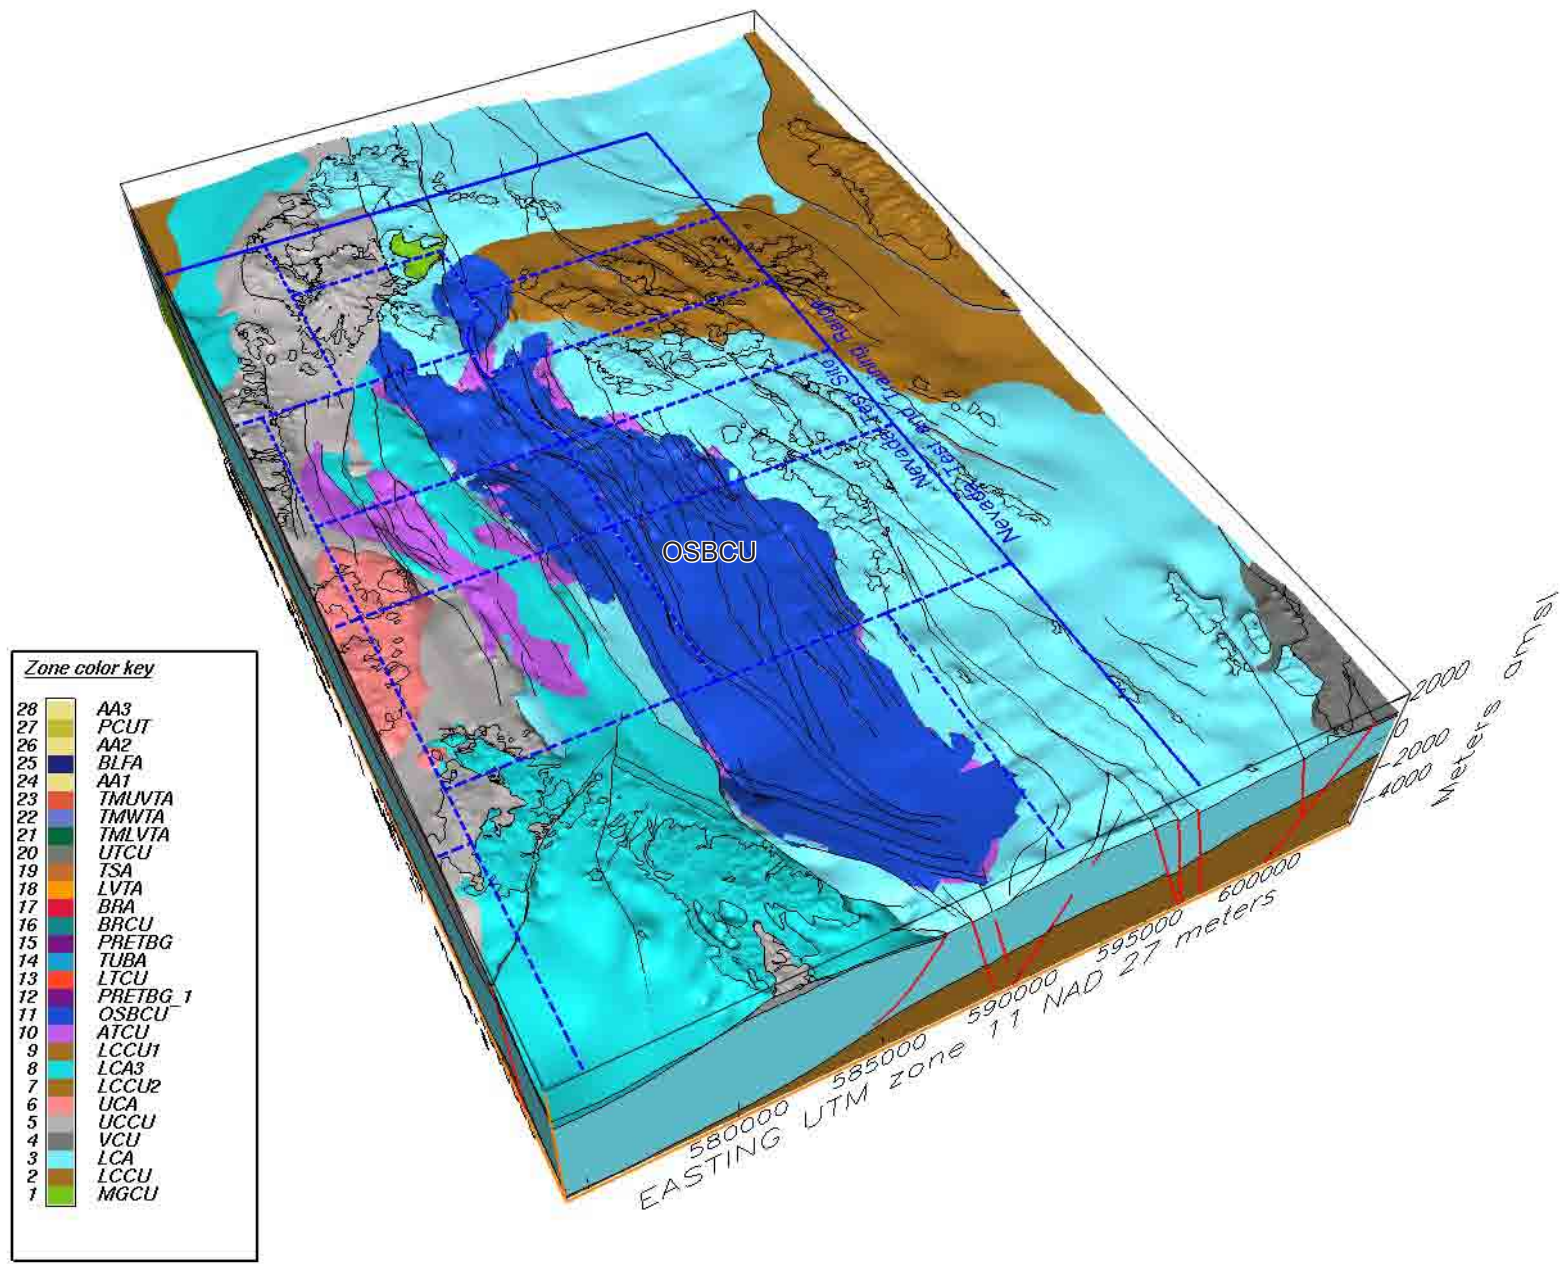 Nevada Test Site
Nevada Test and Training Range
OSBCU
2000
0
-2000
-4000
Meters amsl
600000
595000
590000
585000
580000
EASTING UTM zone 11 NAD 27 meters
Zone color key
28 AA3
27 PCUT
26 AA2
25 BLFA
24 AA1
23 TMUVTA
22 TMWTA
21 TMLVTA
20 UTCU
19 TSA
18 LVTA
17 BRA
16 BRCU
15 PRETBG
14 TUBA
13 LTCU
12 PRETBG_1
11 OSBCU
10 ATCU
9 LCCU1
8 LCA3
7 LCCU2
6 UCA
5 UCCU
4 VCU
3 LCA
2 LCCU
1 MGCU